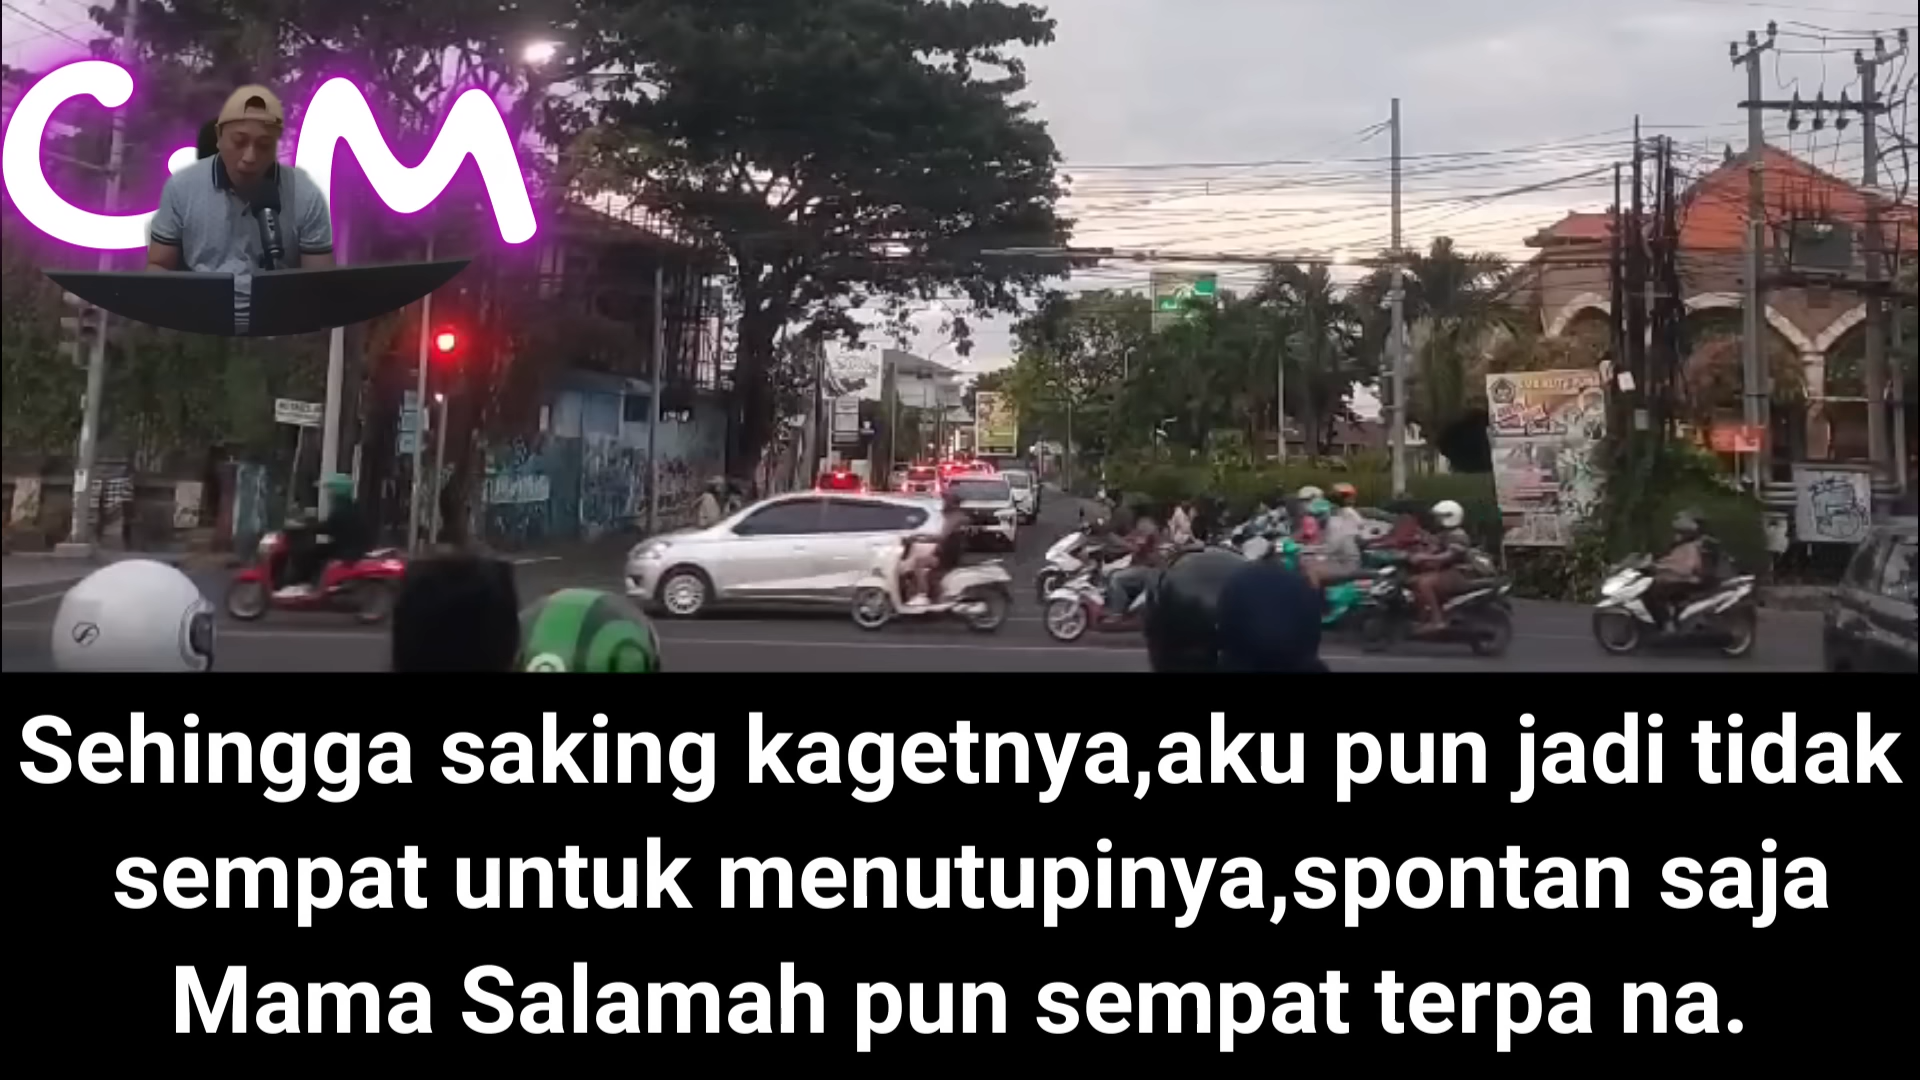 C M
Sehingga saking kagetnya,aku pun jadi tidak
sempat untuk menutupinya,spontan saja
Mama Salamah pun sempat terpa na.